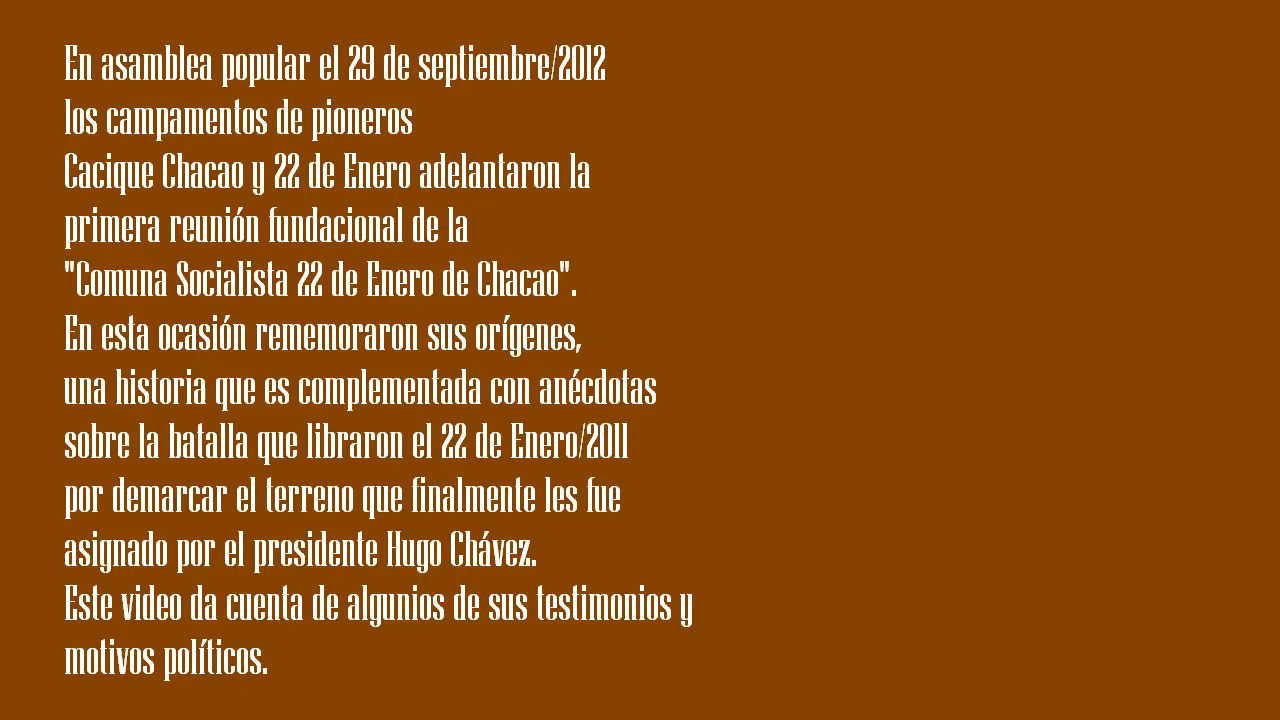 En asamblea popular el 29 de septiembre/2012
los campamentos de pioneros
Cacique Chacao y 22 de Enero adelantaron la
primera reunión fundacional de la
"Comuna Socialista 22 de Enero de Chacao".
En esta ocasión rememoraron sus orígenes,
una historia que es complementada con anécdotas
sobre la batalla que libraron el 22 de Enero/2011
por demarcar el terreno que finalmente les fue
asignado por el presidente Hugo Chávez.
Este video da cuenta de algunios de sus testimonios y
motivos políticos.